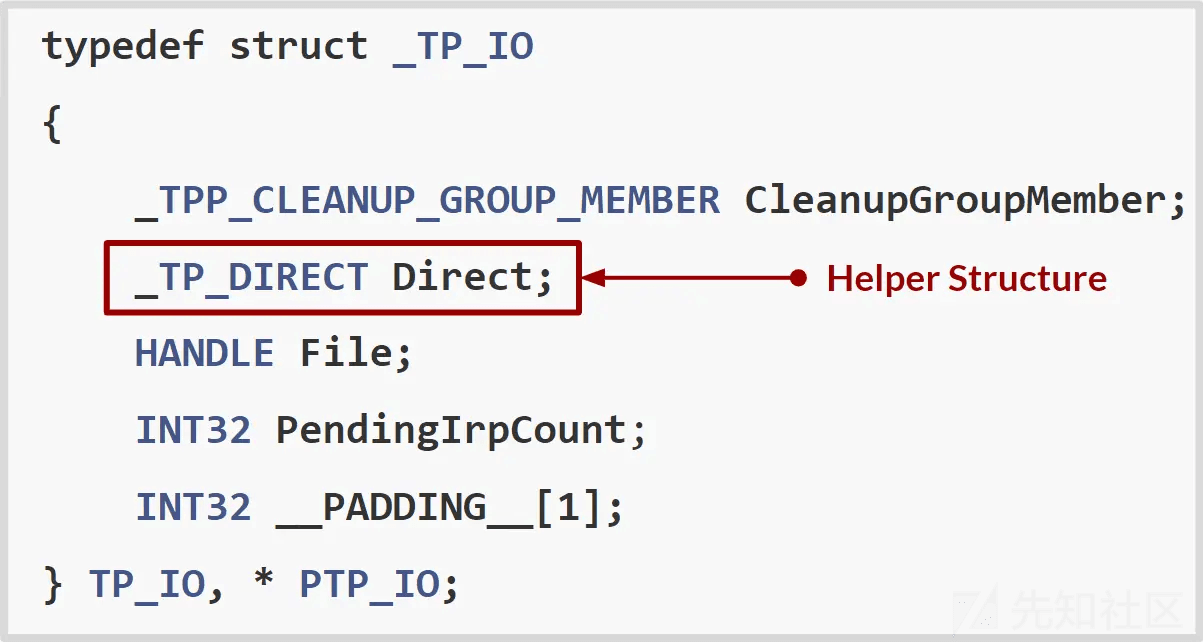 typedef struct _TP_IO
{
_TPP_CLEANUP_GROUP_MEMBER CleanupGroupMember;
_TP_DIRECT Direct; Helper Structure
HANDLE File;
INT32 PendingIrpCount;
INT32 __PADDING__[1];
} TP_IO, * PTP_IO;
先知社区